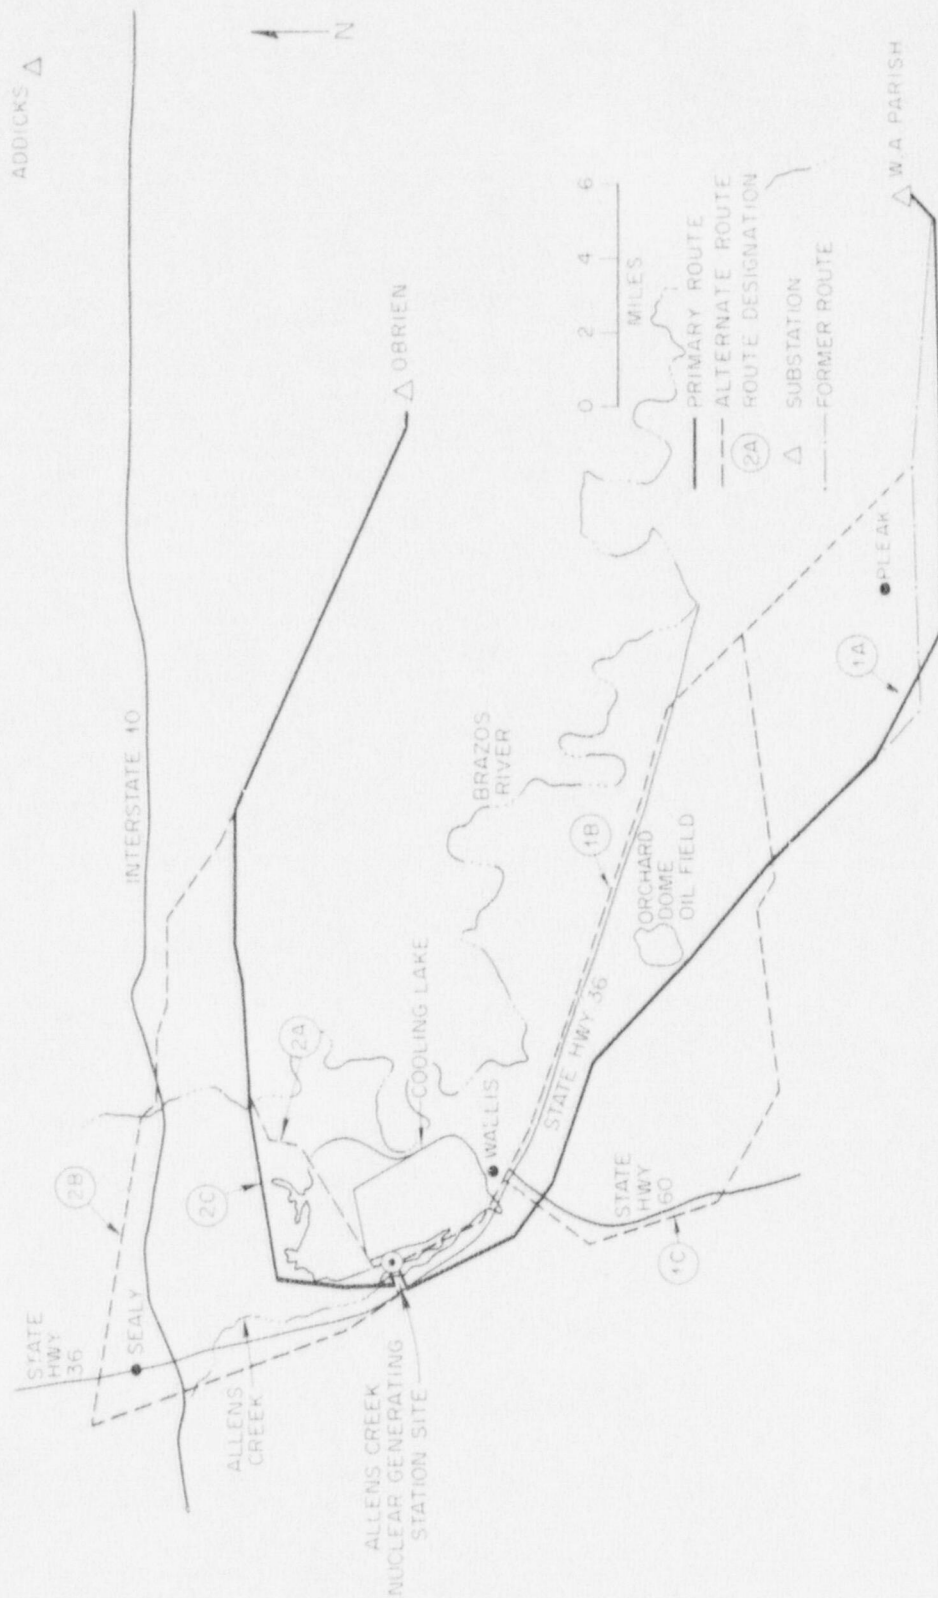 STATE
HWY
36
SEALY
2B
INTERSTATE 10
ADDICKS
N
ALLENS
CREEK
2C
2A
OBRIEN
ALLENS CREEK
NUCLEAR GENERATING
STATION SITE
COOLING LAKE
WALLIS
BRAZOS
RIVER
STATE HWY 36
1B
ORCHARD
DOME
OIL FIELD
STATE
HWY
60
1C
1A
PLEAK
W.A PARISH
0 2 4 6
MILES
PRIMARY ROUTE
ALTERNATE ROUTE
2A ROUTE DESIGNATION
SUBSTATION
FORMER ROUTE